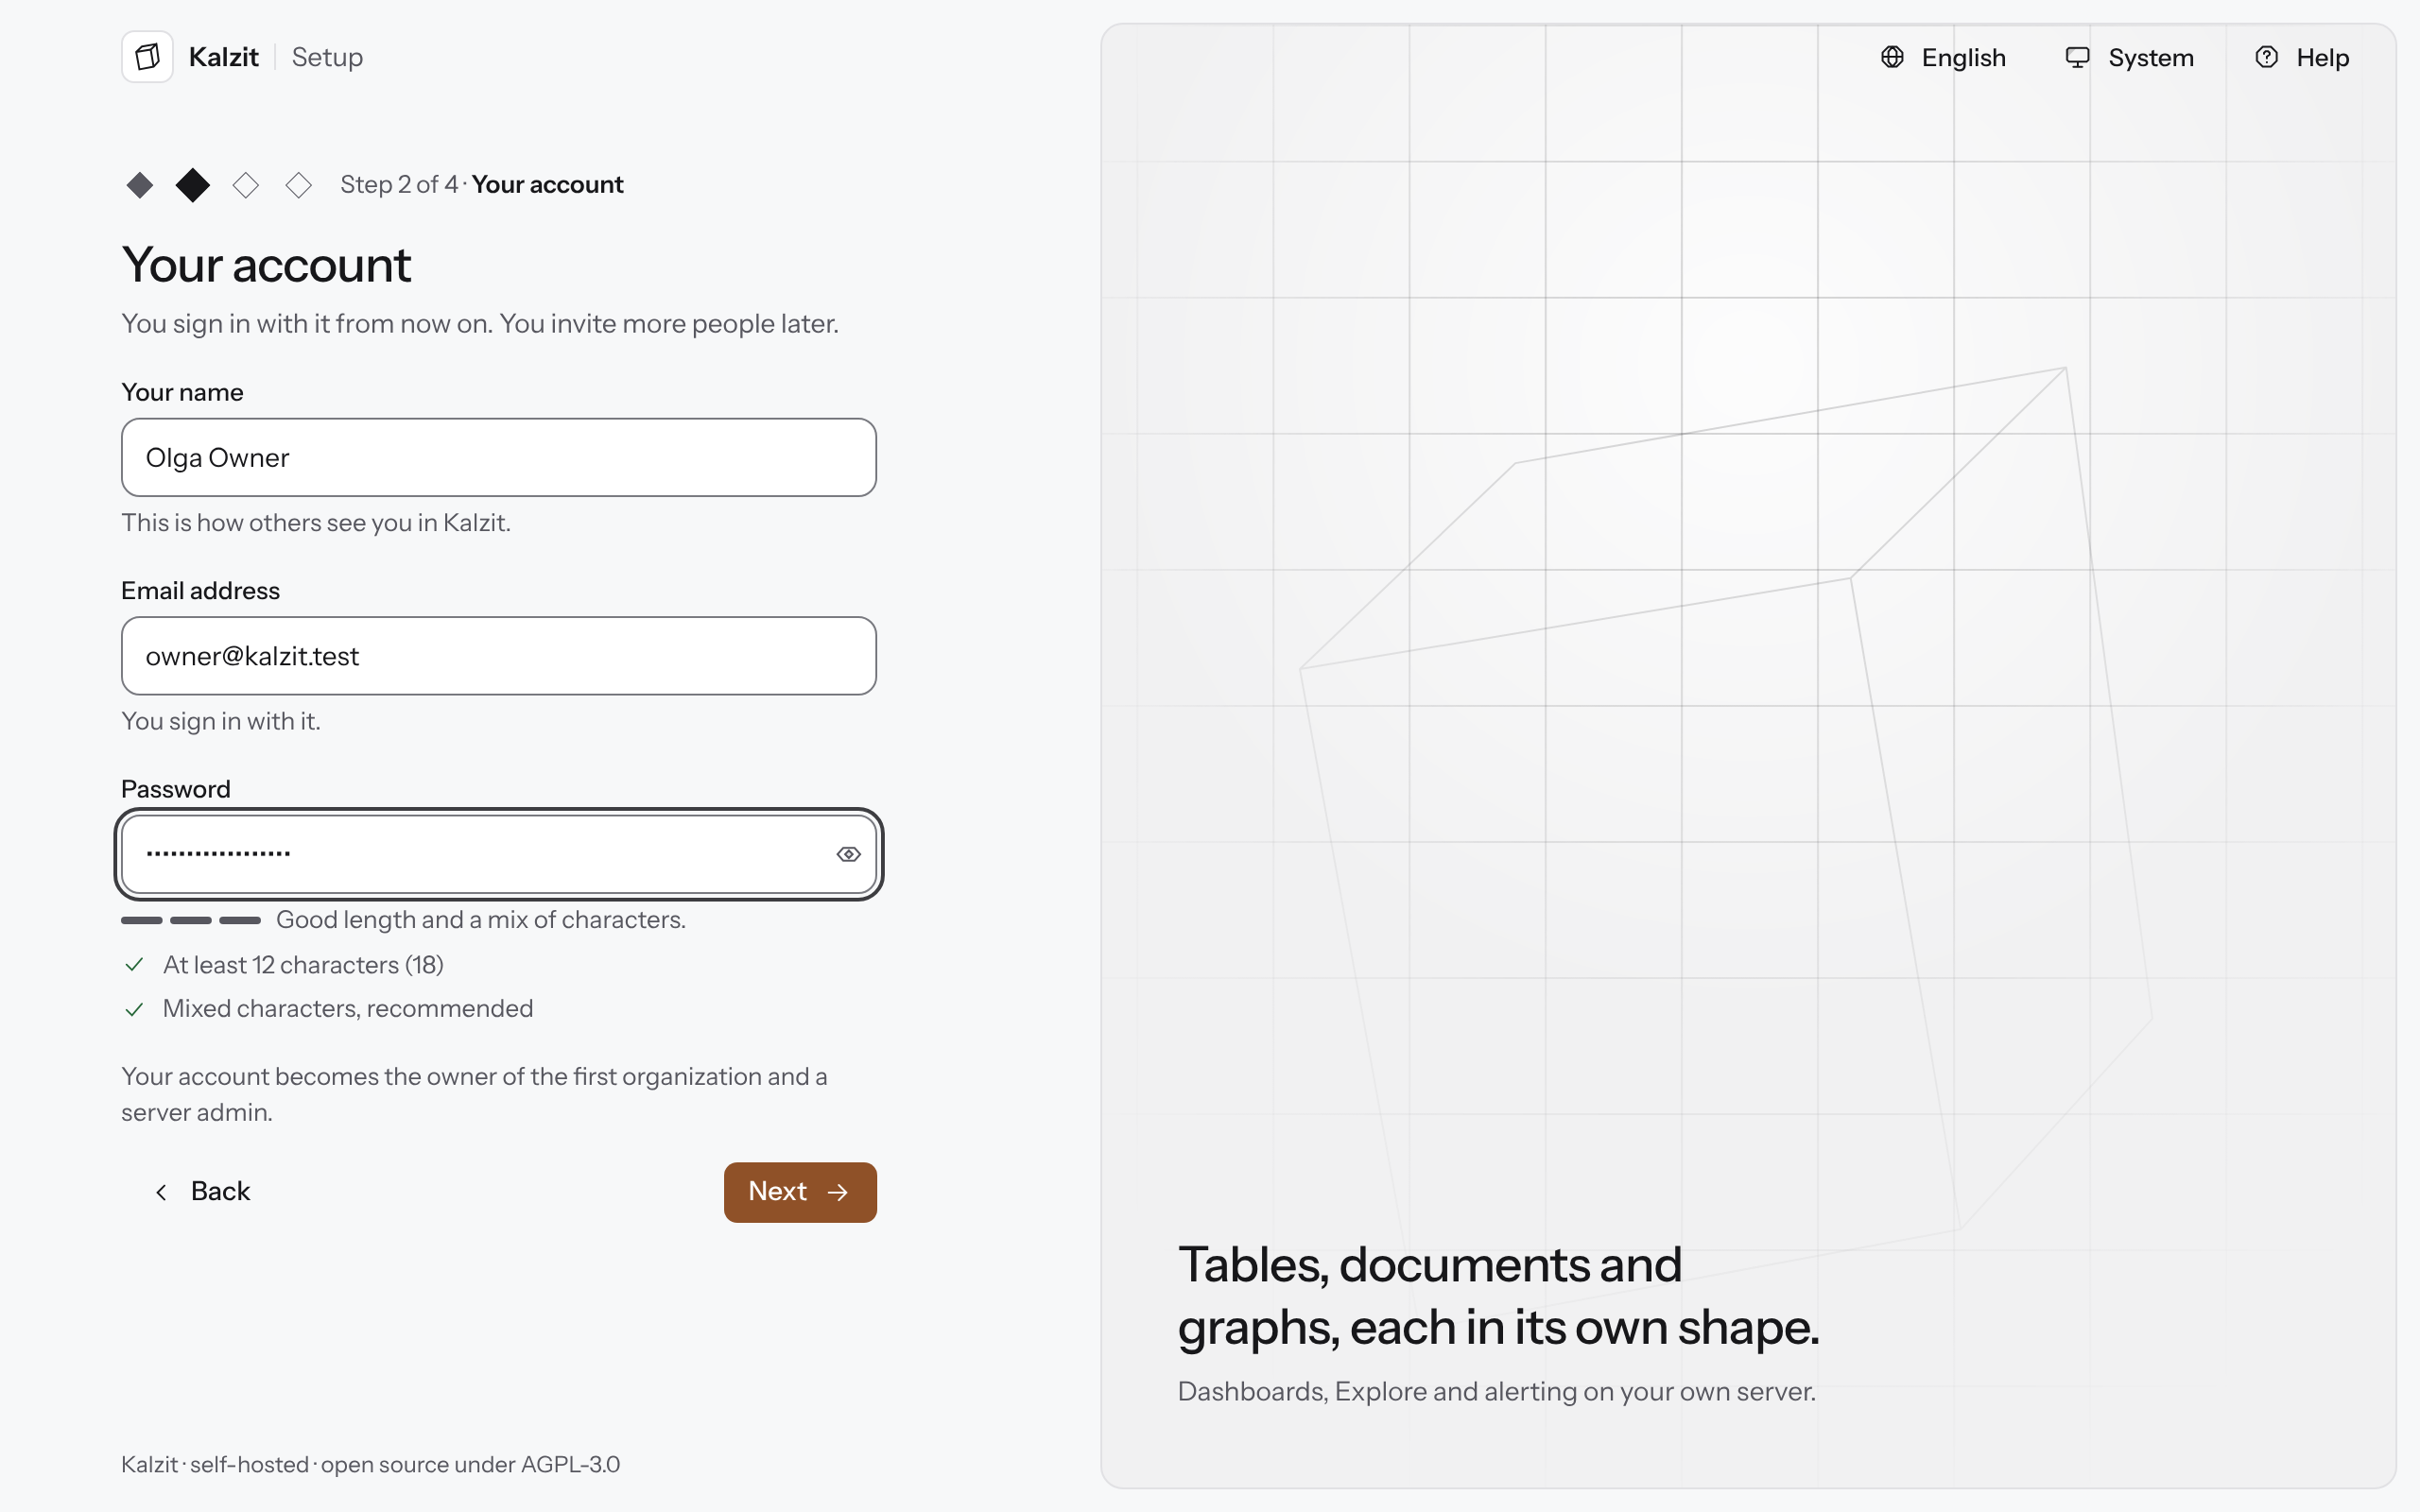 Kalzit
Setup
English
System
Help
Step 2 of 4 · Your account
Your account
You sign in with it from now on. You invite more people later.
Your name
Olga Owner
This is how others see you in Kalzit.
Email address
owner@kalzit.test
You sign in with it.
Password
••••••••••••••••••
Good length and a mix of characters.
At least 12 characters (18)
Mixed characters, recommended
Your account becomes the owner of the first organization and a
server admin.
Back
Next
Tables, documents and
graphs, each in its own shape.
Dashboards, Explore and alerting on your own server.
Kalzit · self-hosted · open source under AGPL-3.0